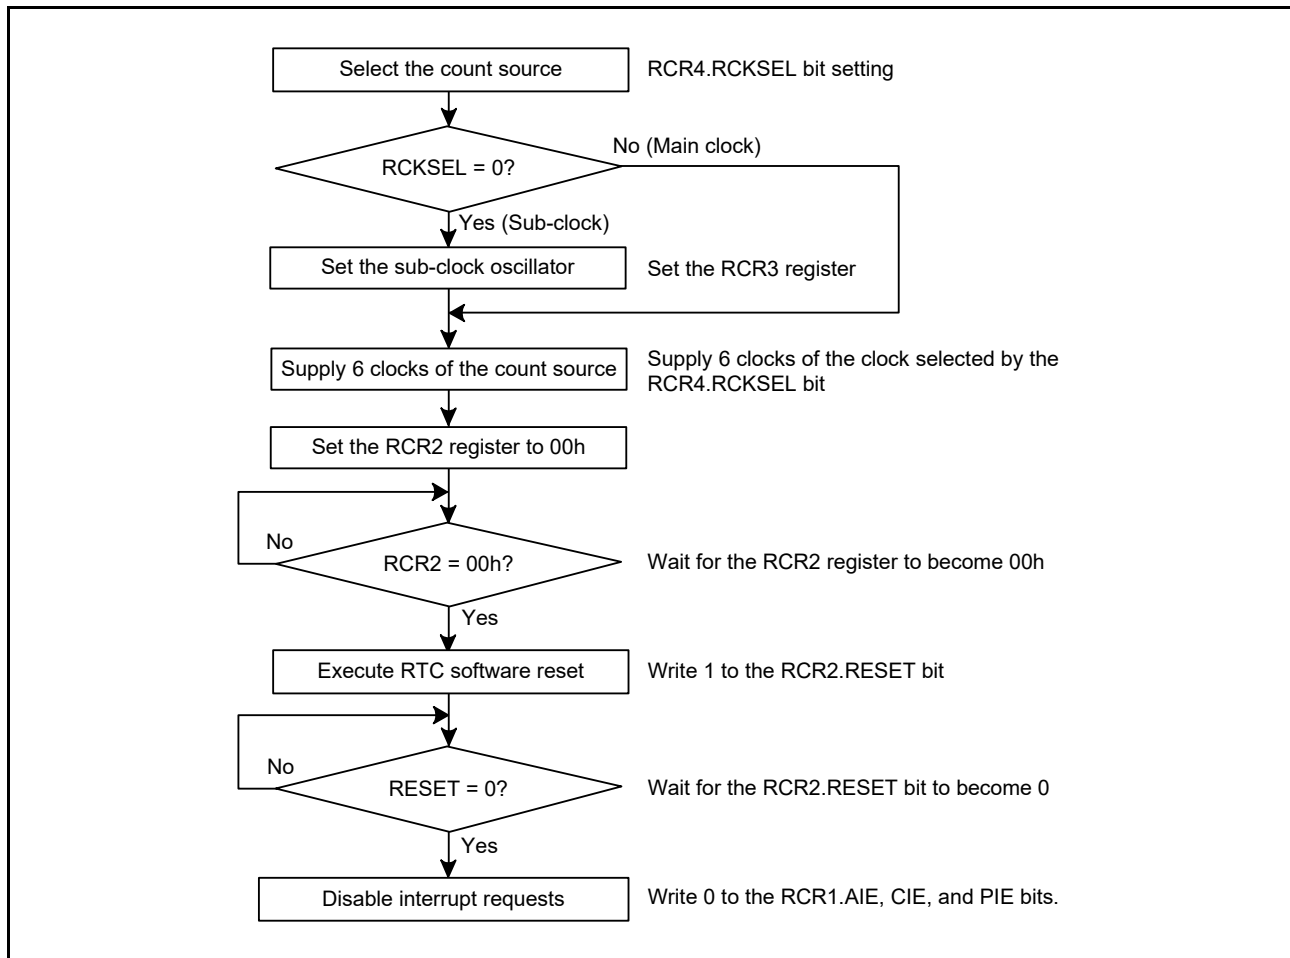 Select the count source
RCR4.RCKSEL bit setting
No (Main clock)
RCKSEL = 0?
Yes (Sub-clock)
Set the sub-clock oscillator
Set the RCR3 register
Supply 6 clocks of the count source
Supply 6 clocks of the clock selected by the
RCR4.RCKSEL bit
Set the RCR2 register to 00h
No
RCR2 = 00h?
Wait for the RCR2 register to become 00h
Yes
Execute RTC software reset
Write 1 to the RCR2.RESET bit
No
RESET = 0?
Wait for the RCR2.RESET bit to become 0
Yes
Disable interrupt requests
Write 0 to the RCR1.AIE, CIE, and PIE bits.